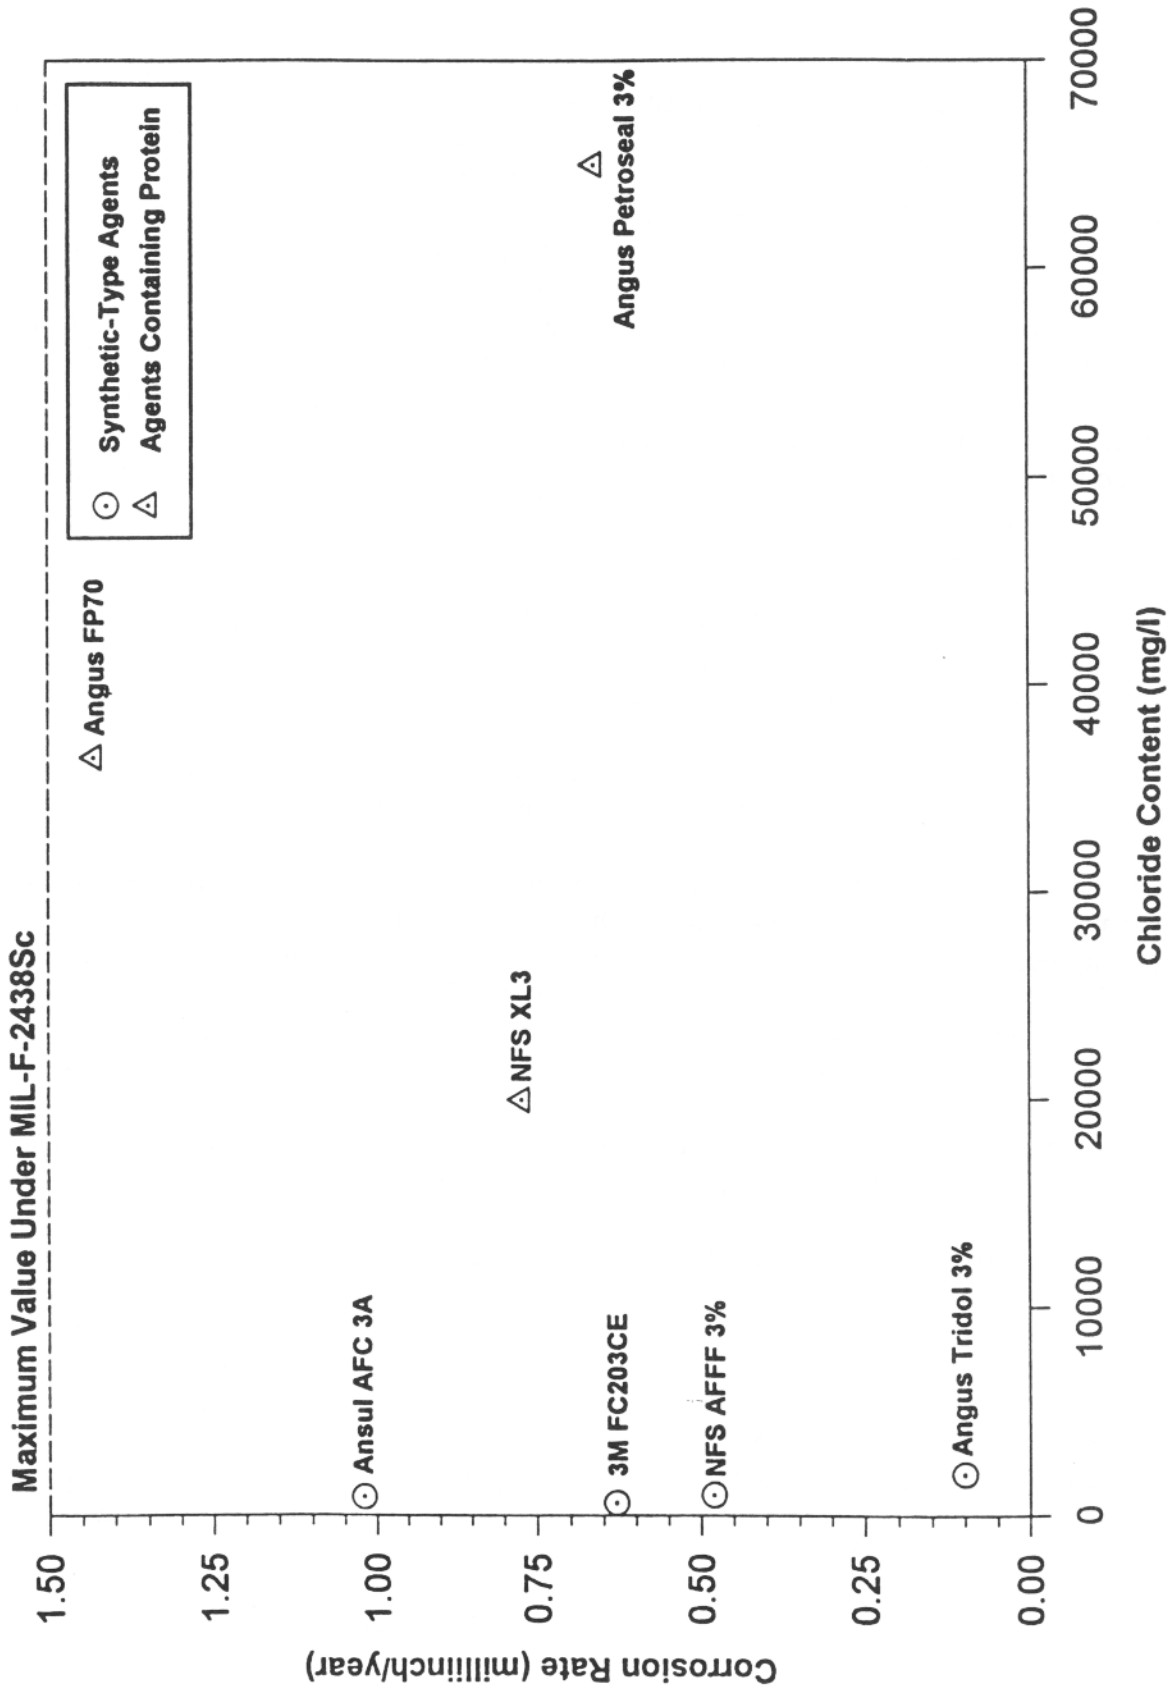 Maximum Value Under MIL-F-2438Sc
1.50
1.25
1.00
0.75
0.50
0.25
0.00
Corrosion Rate (milliinch/year)
Synthetic-Type Agents
Agents Containing Protein
Angus FP70
Angus Petroseal 3%
NFS XL3
Ansul AFC 3A
3M FC203CE
NFS AFFF 3%
Angus Tridol 3%
0
10000
20000
30000
40000
50000
60000
70000
Chloride Content (mg/l)